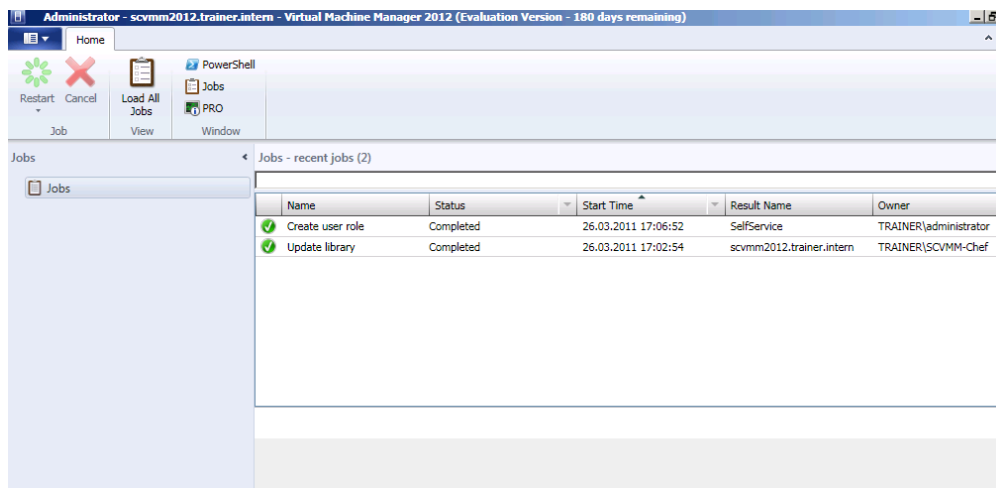 Administrator - scvmm2012.trainer.intern - Virtual Machine Manager 2012 (Evaluation Version - 180 days remaining)
Home
Restart
Cancel
Load All
Jobs
PowerShell
Jobs
PRO
Job
View
Window
Jobs
Jobs - recent jobs (2)
Jobs
Name Status Start Time Result Name Owner
Create user role Completed 26.03.2011 17:06:52 SelfService TRAINER\administrator
Update library Completed 26.03.2011 17:02:54 scvmm2012.trainer.intern TRAINER\SCVMM-Chef